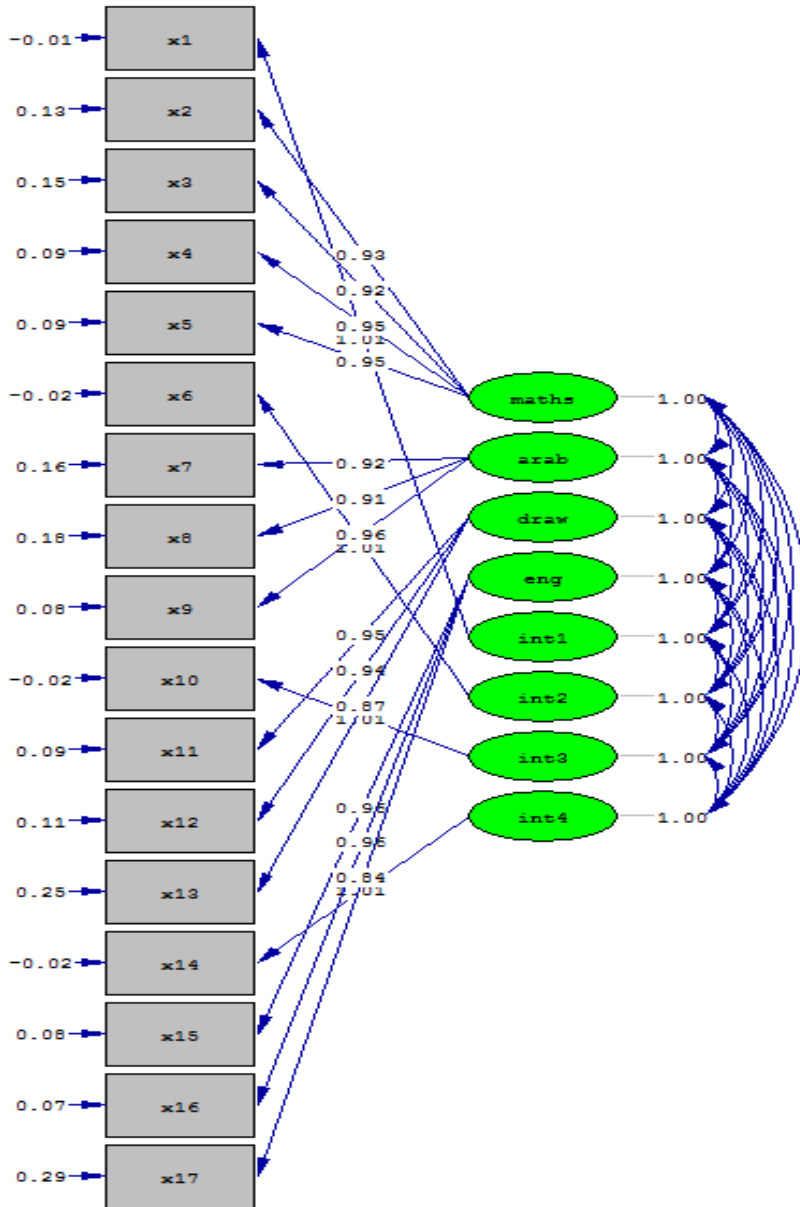 -0.01 x1
0.13 x2
0.15 x3
0.09 x4
0.93
0.92
0.09 x5
0.95
1.01
0.95
-0.02 x6
maths 1.00
0.16 x7
0.92
arab 1.00
0.91
0.18 x8
0.96
1.01
draw 1.00
eng 1.00
0.08 x9
0.95
int1 1.00
0.94
-0.02 x10
int2 1.00
0.87
1.01
0.09 x11
int3 1.00
0.96
0.11 x12
int4 1.00
0.96
0.84
1.01
0.25 x13
-0.02 x14
0.08 x15
0.07 x16
0.29 x17